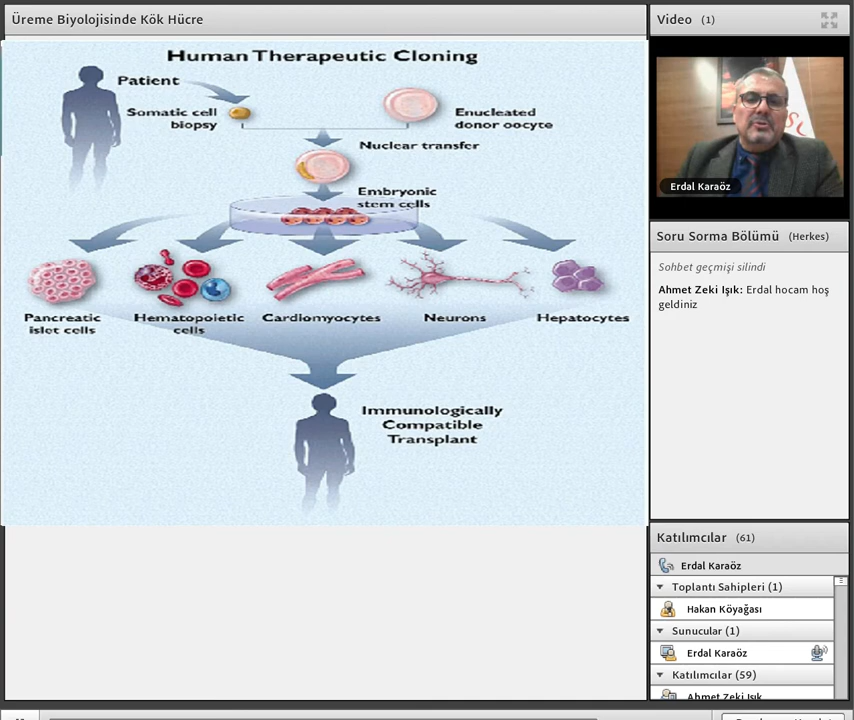 Üreme Biyolojisinde Kök Hücre
Human Therapeutic Cloning
Patient
Somatic cell
biopsy
Enucleated
donor oocyte
Nuclear transfer
Embryonic
stem cells
Pancreatic
islet cells
Hematopoietic
cells
Cardiomyocytes
Neurons
Hepatocytes
Immunologically
Compatible
Transplant
Video (1)
Erdal Karaöz
Soru Sorma Bölümü (Herkes)
Sohbet geçmişi silindi
Ahmet Zeki Işık: Erdal hocam hoş
geldiniz
Katılımcılar (61)
Erdal Karaöz
Toplantı Sahipleri (1)
Hakan Köyağası
Sunucular (1)
Erdal Karaöz
Katılımcılar (59)
Ahmet Zeki Işık